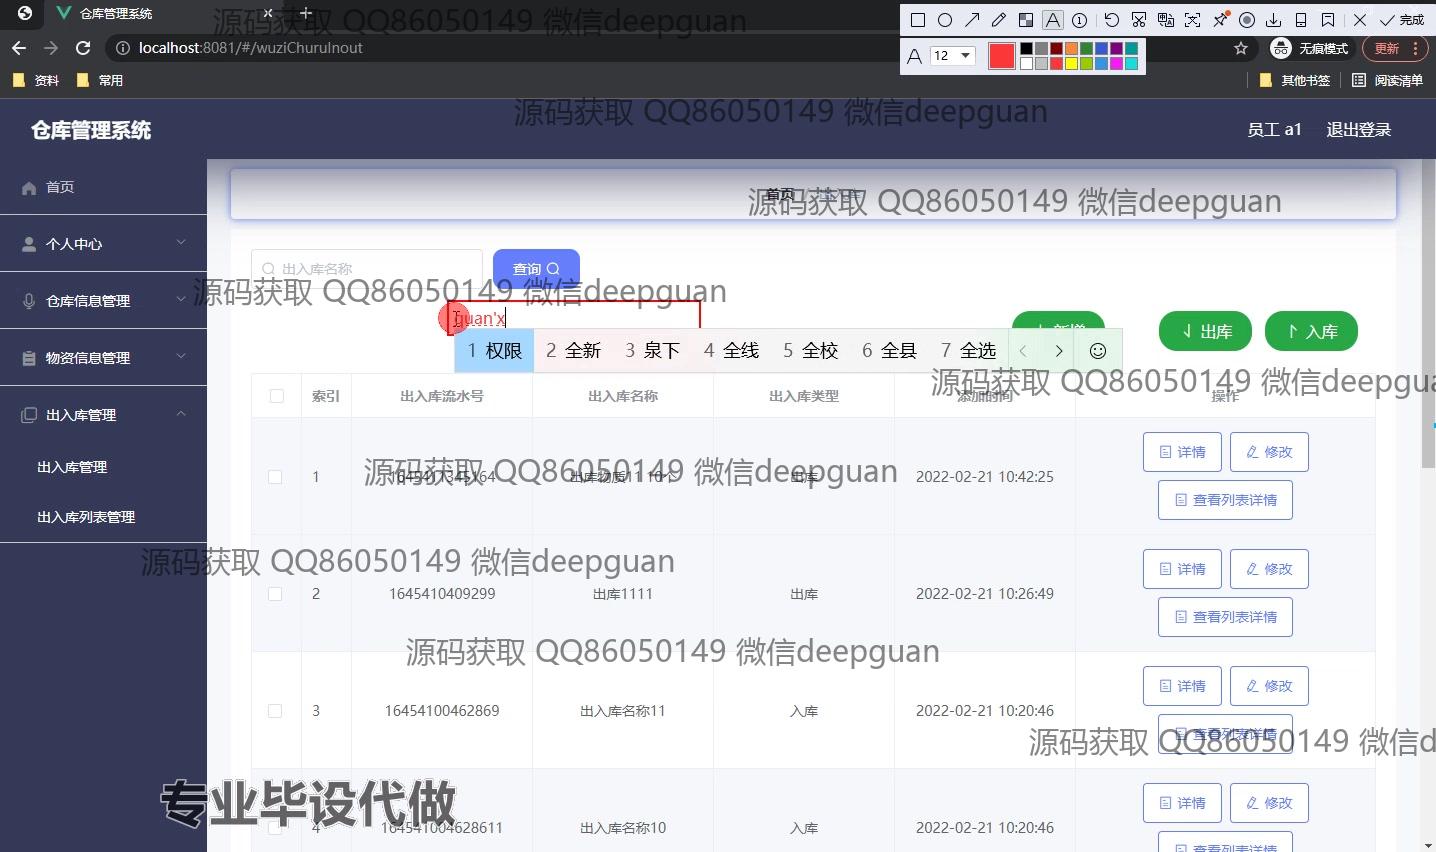 仓库管理系统
源码获取 QQ86050149 微信deepguan
localhost:8081/#/wuziChuruInout
12
完成
无痕模式
更新
资料
常用
其他书签
阅读清单
源码获取 QQ86050149 微信deepguan
仓库管理系统
员工 a1
退出登录
首页
个人中心
仓库信息管理
物资信息管理
出入库管理
出入库管理
出入库列表管理
首页
源码获取 QQ86050149 微信deepguan
出入库名称
查询
源码获取 QQ86050149 微信deepguan
新增
出库
入库
1 权限 2 全新 3 泉下 4 全线 5 全校 6 全县 7 全选
源码获取 QQ86050149 微信deepgua
索引 出入库流水号 出入库名称 出入库类型 添加时间 操作
1 1645411345164 2022-02-21 10:42:25 详情 修改
查看列表详情
源码获取 QQ86050149 微信deepguan
源码获取 QQ86050149 微信deepguan
2 1645410409299 出库1111 出库 2022-02-21 10:26:49 详情 修改
查看列表详情
源码获取 QQ86050149 微信deepguan
3 16454100462869 出入库名称11 入库 2022-02-21 10:20:46 详情 修改
查看列表详情
源码获取 QQ86050149 微信d
专业毕设代做
4 164541004628611 出入库名称10 入库 2022-02-21 10:20:46 详情 修改
查看列表详情